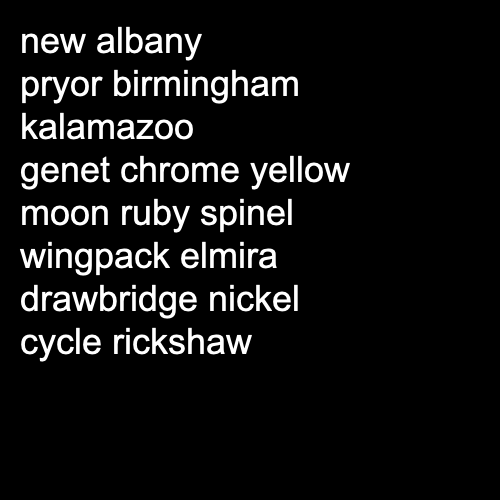 new albany
pryor birmingham
kalamazoo
genet chrome yellow
moon ruby spinel
wingpack elmira
drawbridge nickel
cycle rickshaw